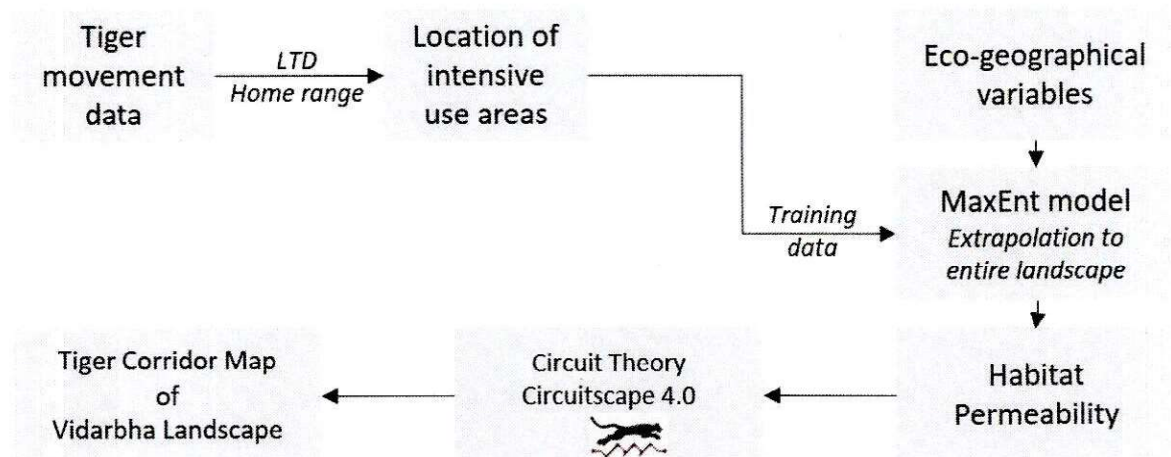 Tiger
movement
data
LTD
Home range
Location of
intensive
use areas
Eco-geographical
variables
Training
data
MaxEnt model
Extrapolation to
entire landscape
Habitat
Permeability
Circuit Theory
Circuitscape 4.0
Tiger Corridor Map
of
Vidarbha Landscape